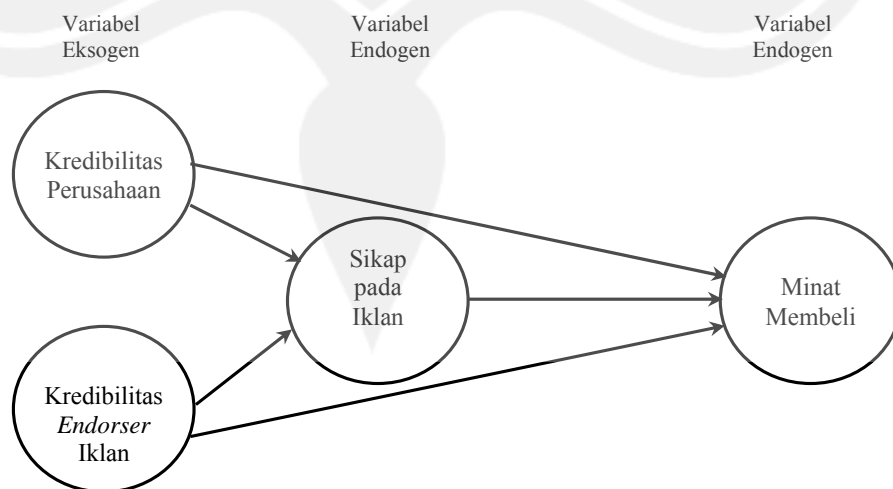 Variabel
Eksogen
Variabel
Endogen
Variabel
Endogen
Kredibilitas
Perusahaan
Sikap
pada
Iklan
Minat
Membeli
Kredibilitas
Endorser
Iklan